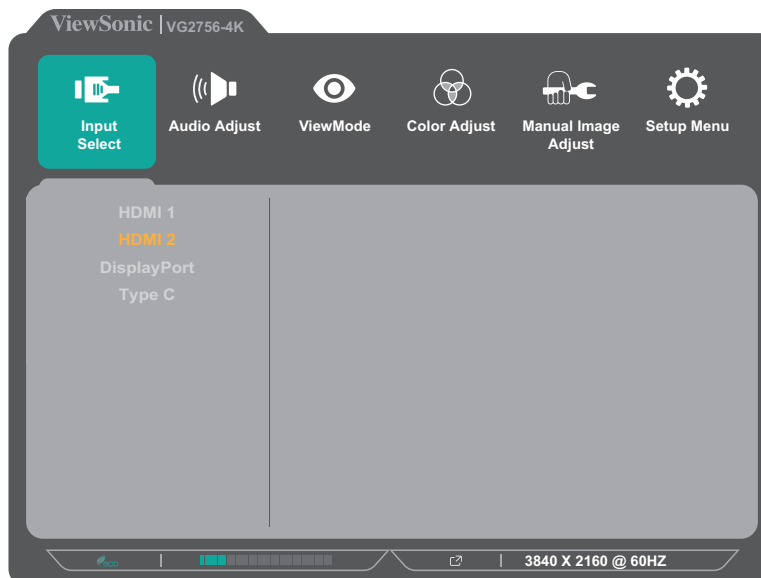 ViewSonic | VG2756-4K
Input
Select
Audio Adjust
ViewMode
Color Adjust
Manual Image
Adjust
Setup Menu
HDMI 1
HDMI 2
DisplayPort
Type C
eco
3840 X 2160 @ 60HZ